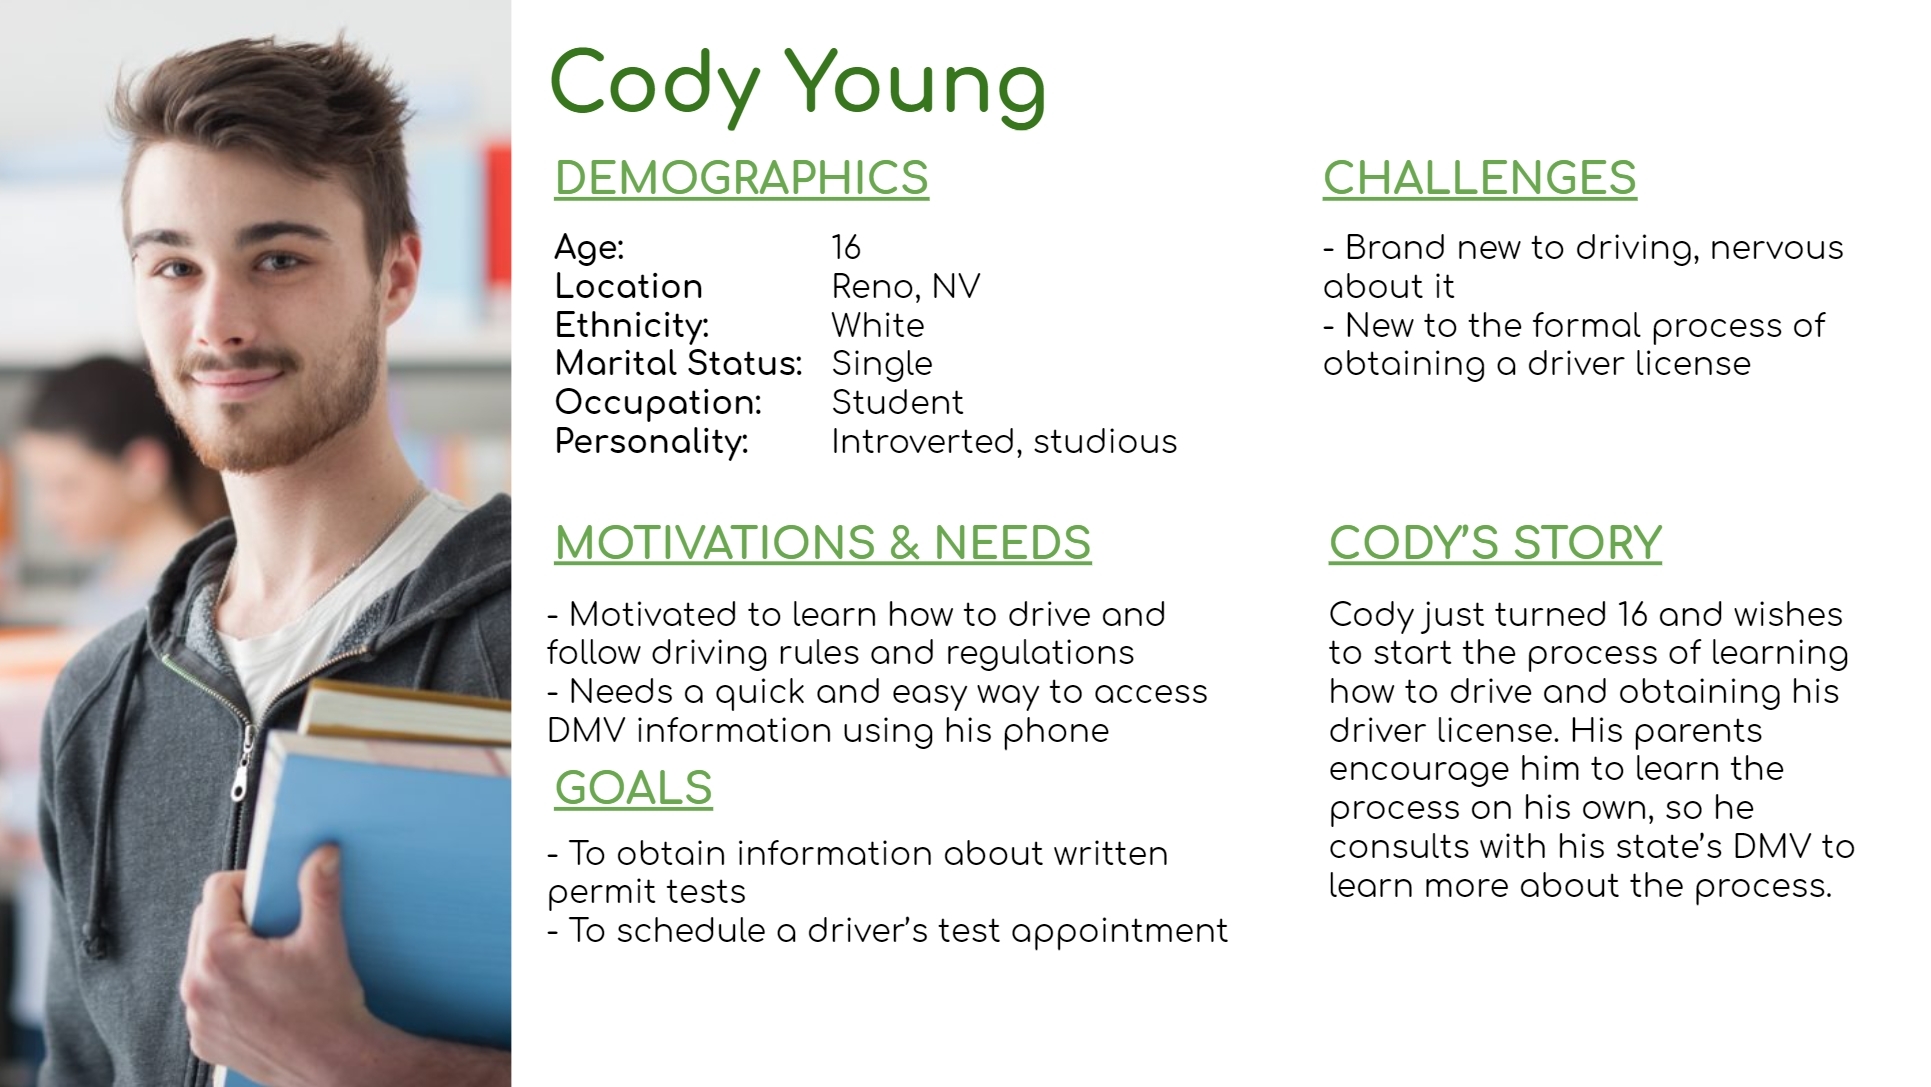 Cody Young
DEMOGRAPHICS
Age: 16
Location Reno, NV
Ethnicity: White
Marital Status: Single
Occupation: Student
Personality: Introverted, studious
CHALLENGES
- Brand new to driving, nervous
about it
- New to the formal process of
obtaining a driver license
MOTIVATIONS & NEEDS
- Motivated to learn how to drive and
follow driving rules and regulations
- Needs a quick and easy way to access
DMV information using his phone
GOALS
- To obtain information about written
permit tests
- To schedule a driver’s test appointment
CODY’S STORY
Cody just turned 16 and wishes
to start the process of learning
how to drive and obtaining his
driver license. His parents
encourage him to learn the
process on his own, so he
consults with his state’s DMV to
learn more about the process.